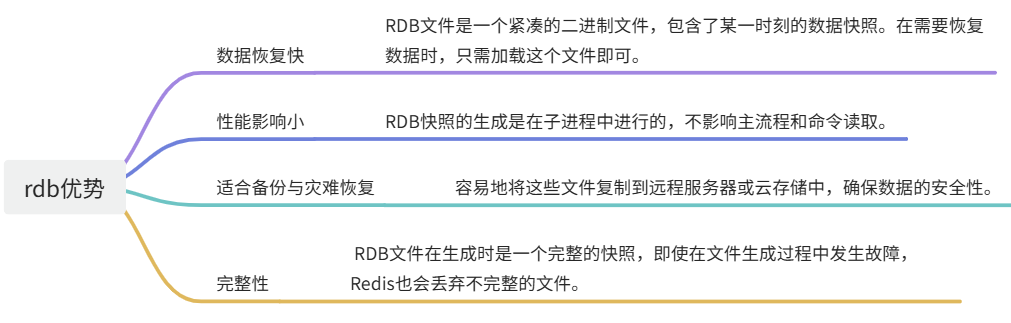 rdb优势
数据恢复快
RDB文件是一个紧凑的二进制文件，包含了某一时刻的数据快照。在需要恢复
数据时，只需加载这个文件即可。
性能影响小
RDB快照的生成是在子进程中进行的，不影响主流程和命令读取。
适合备份与灾难恢复
容易地将这些文件复制到远程服务器或云存储中，确保数据的安全性。
完整性
RDB文件在生成时是一个完整的快照，即使在文件生成过程中发生故障，
Redis也会丢弃不完整的文件。